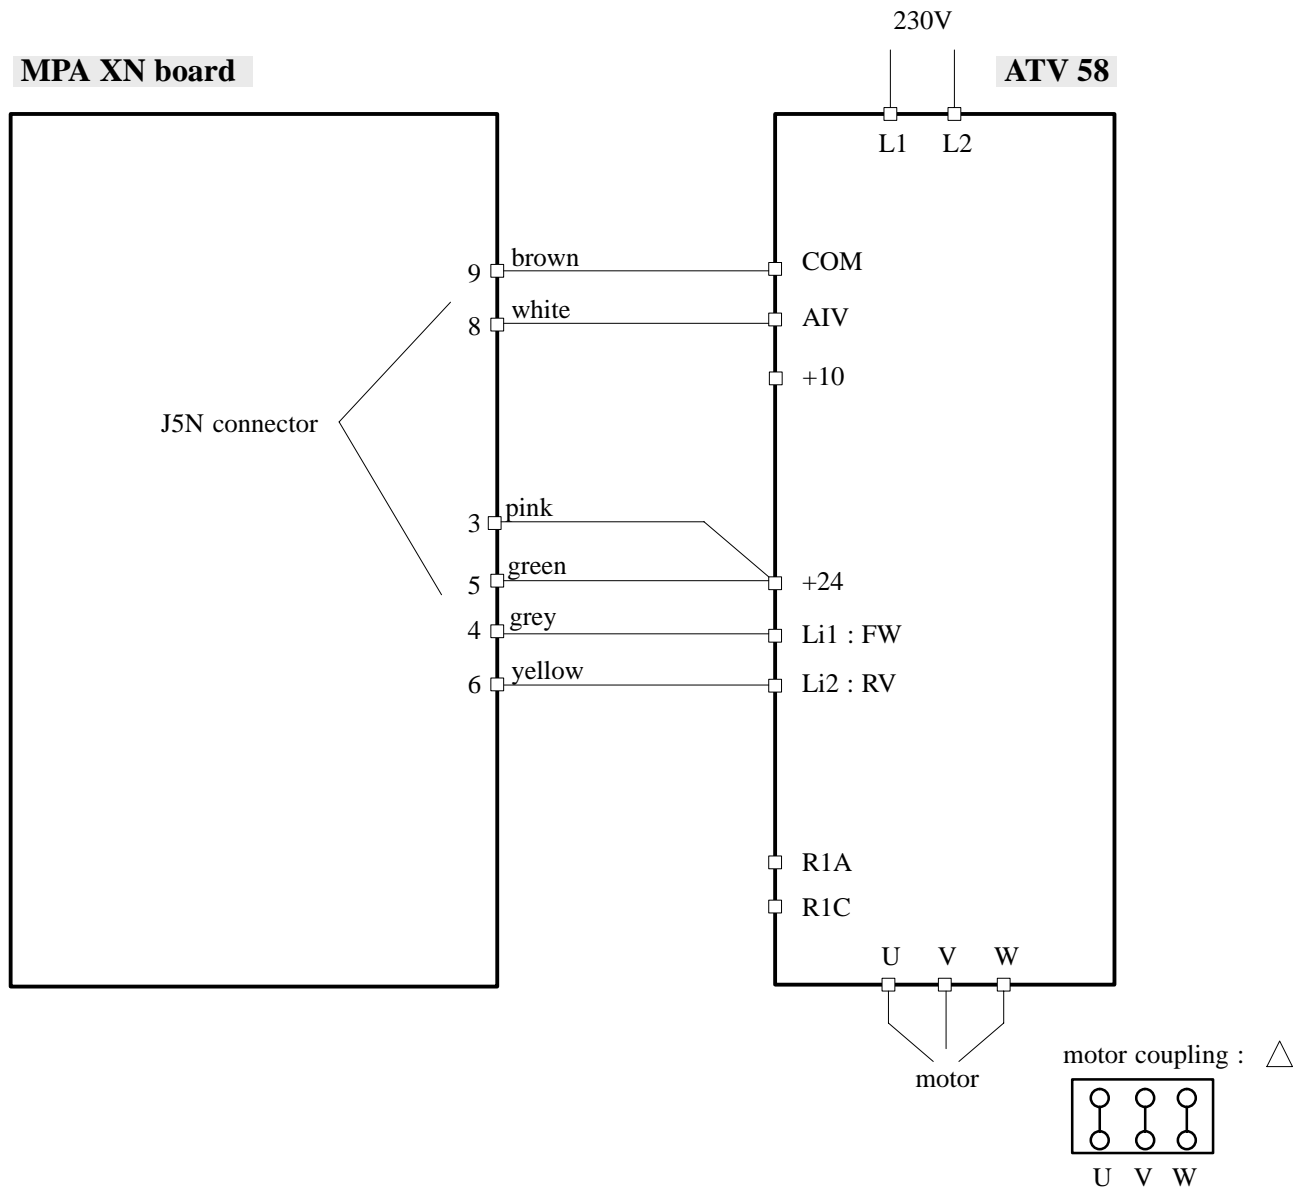 230V
MPA XN board
ATV 58
L1 L2
9 brown COM
8 white AIV
+10
J5N connector
3 pink
5 green +24
4 grey Li1 : FW
6 yellow Li2 : RV
R1A
R1C
U V W
motor
motor coupling : △
U V W